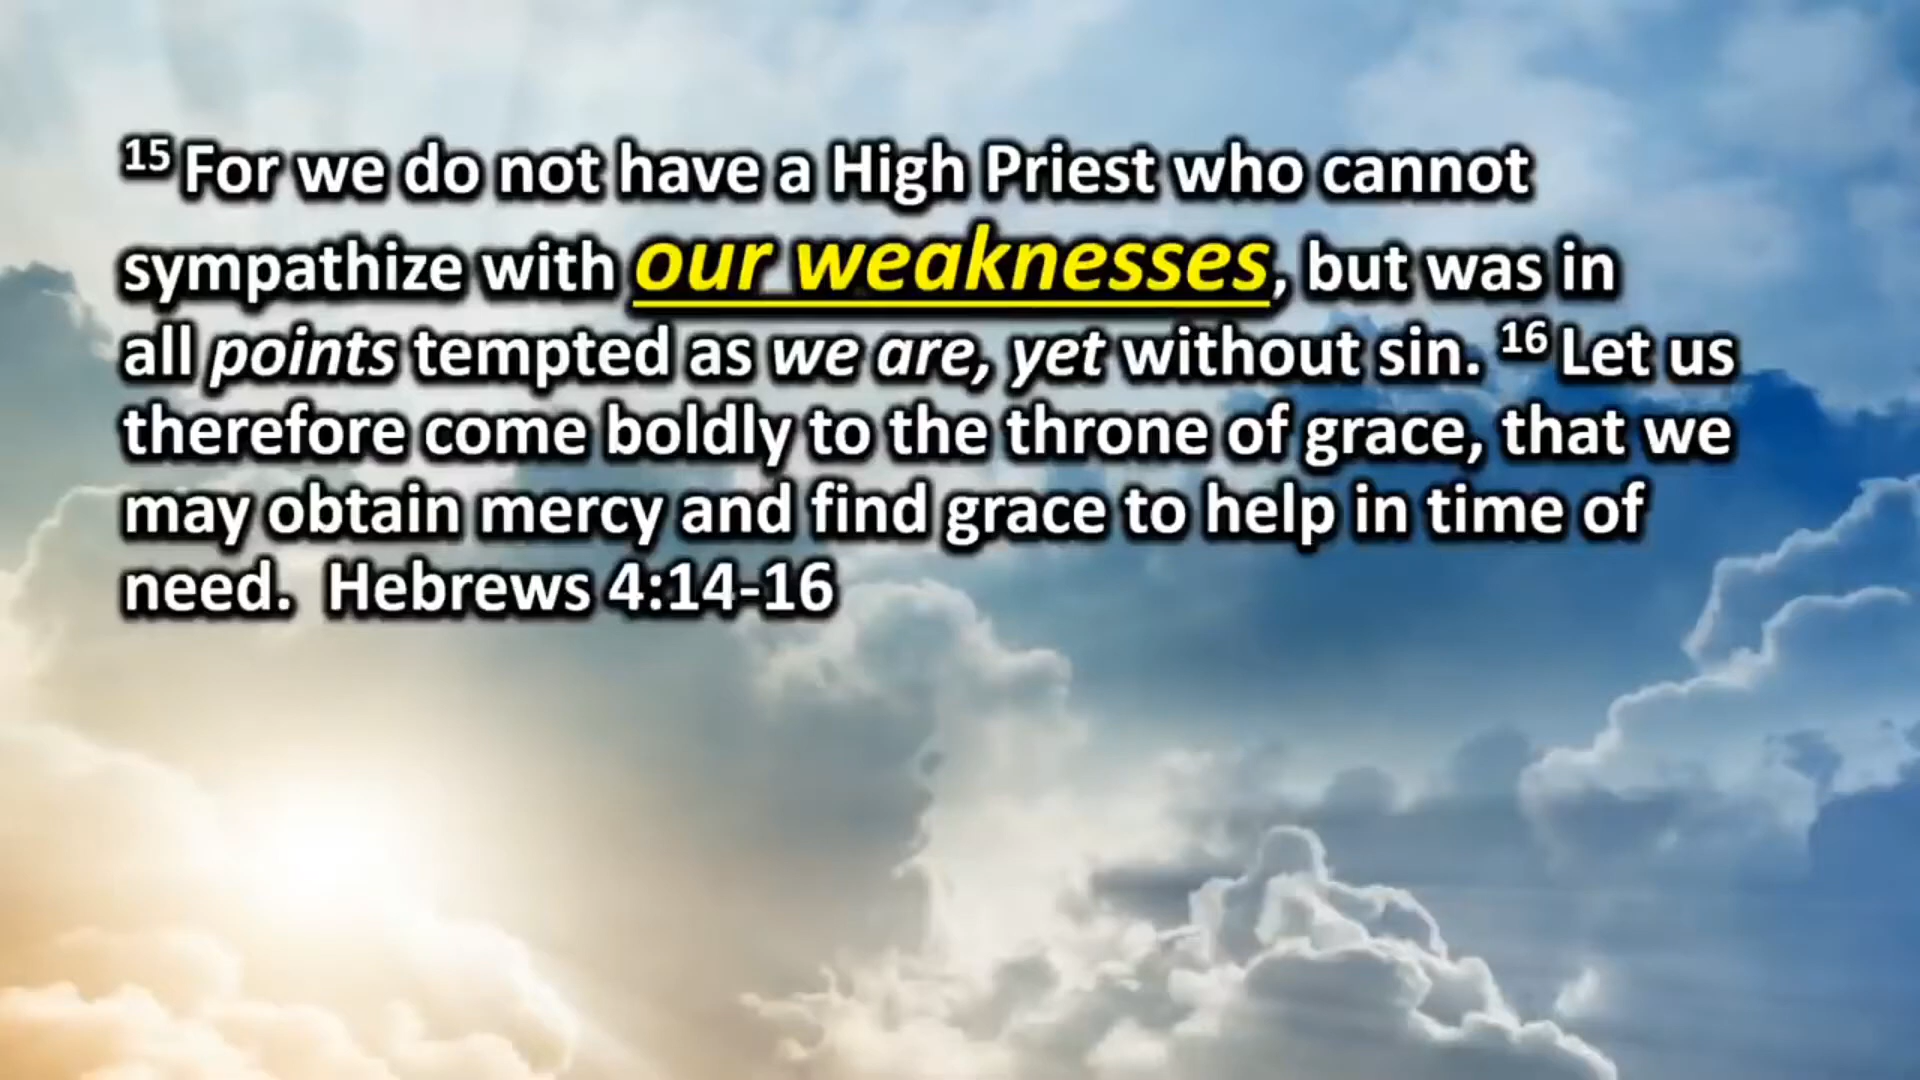 15 For we do not have a High Priest who cannot
sympathize with our weaknesses, but was in
all points tempted as we are, yet without sin. 16 Let us
therefore come boldly to the throne of grace, that we
may obtain mercy and find grace to help in time of
need. Hebrews 4:14-16